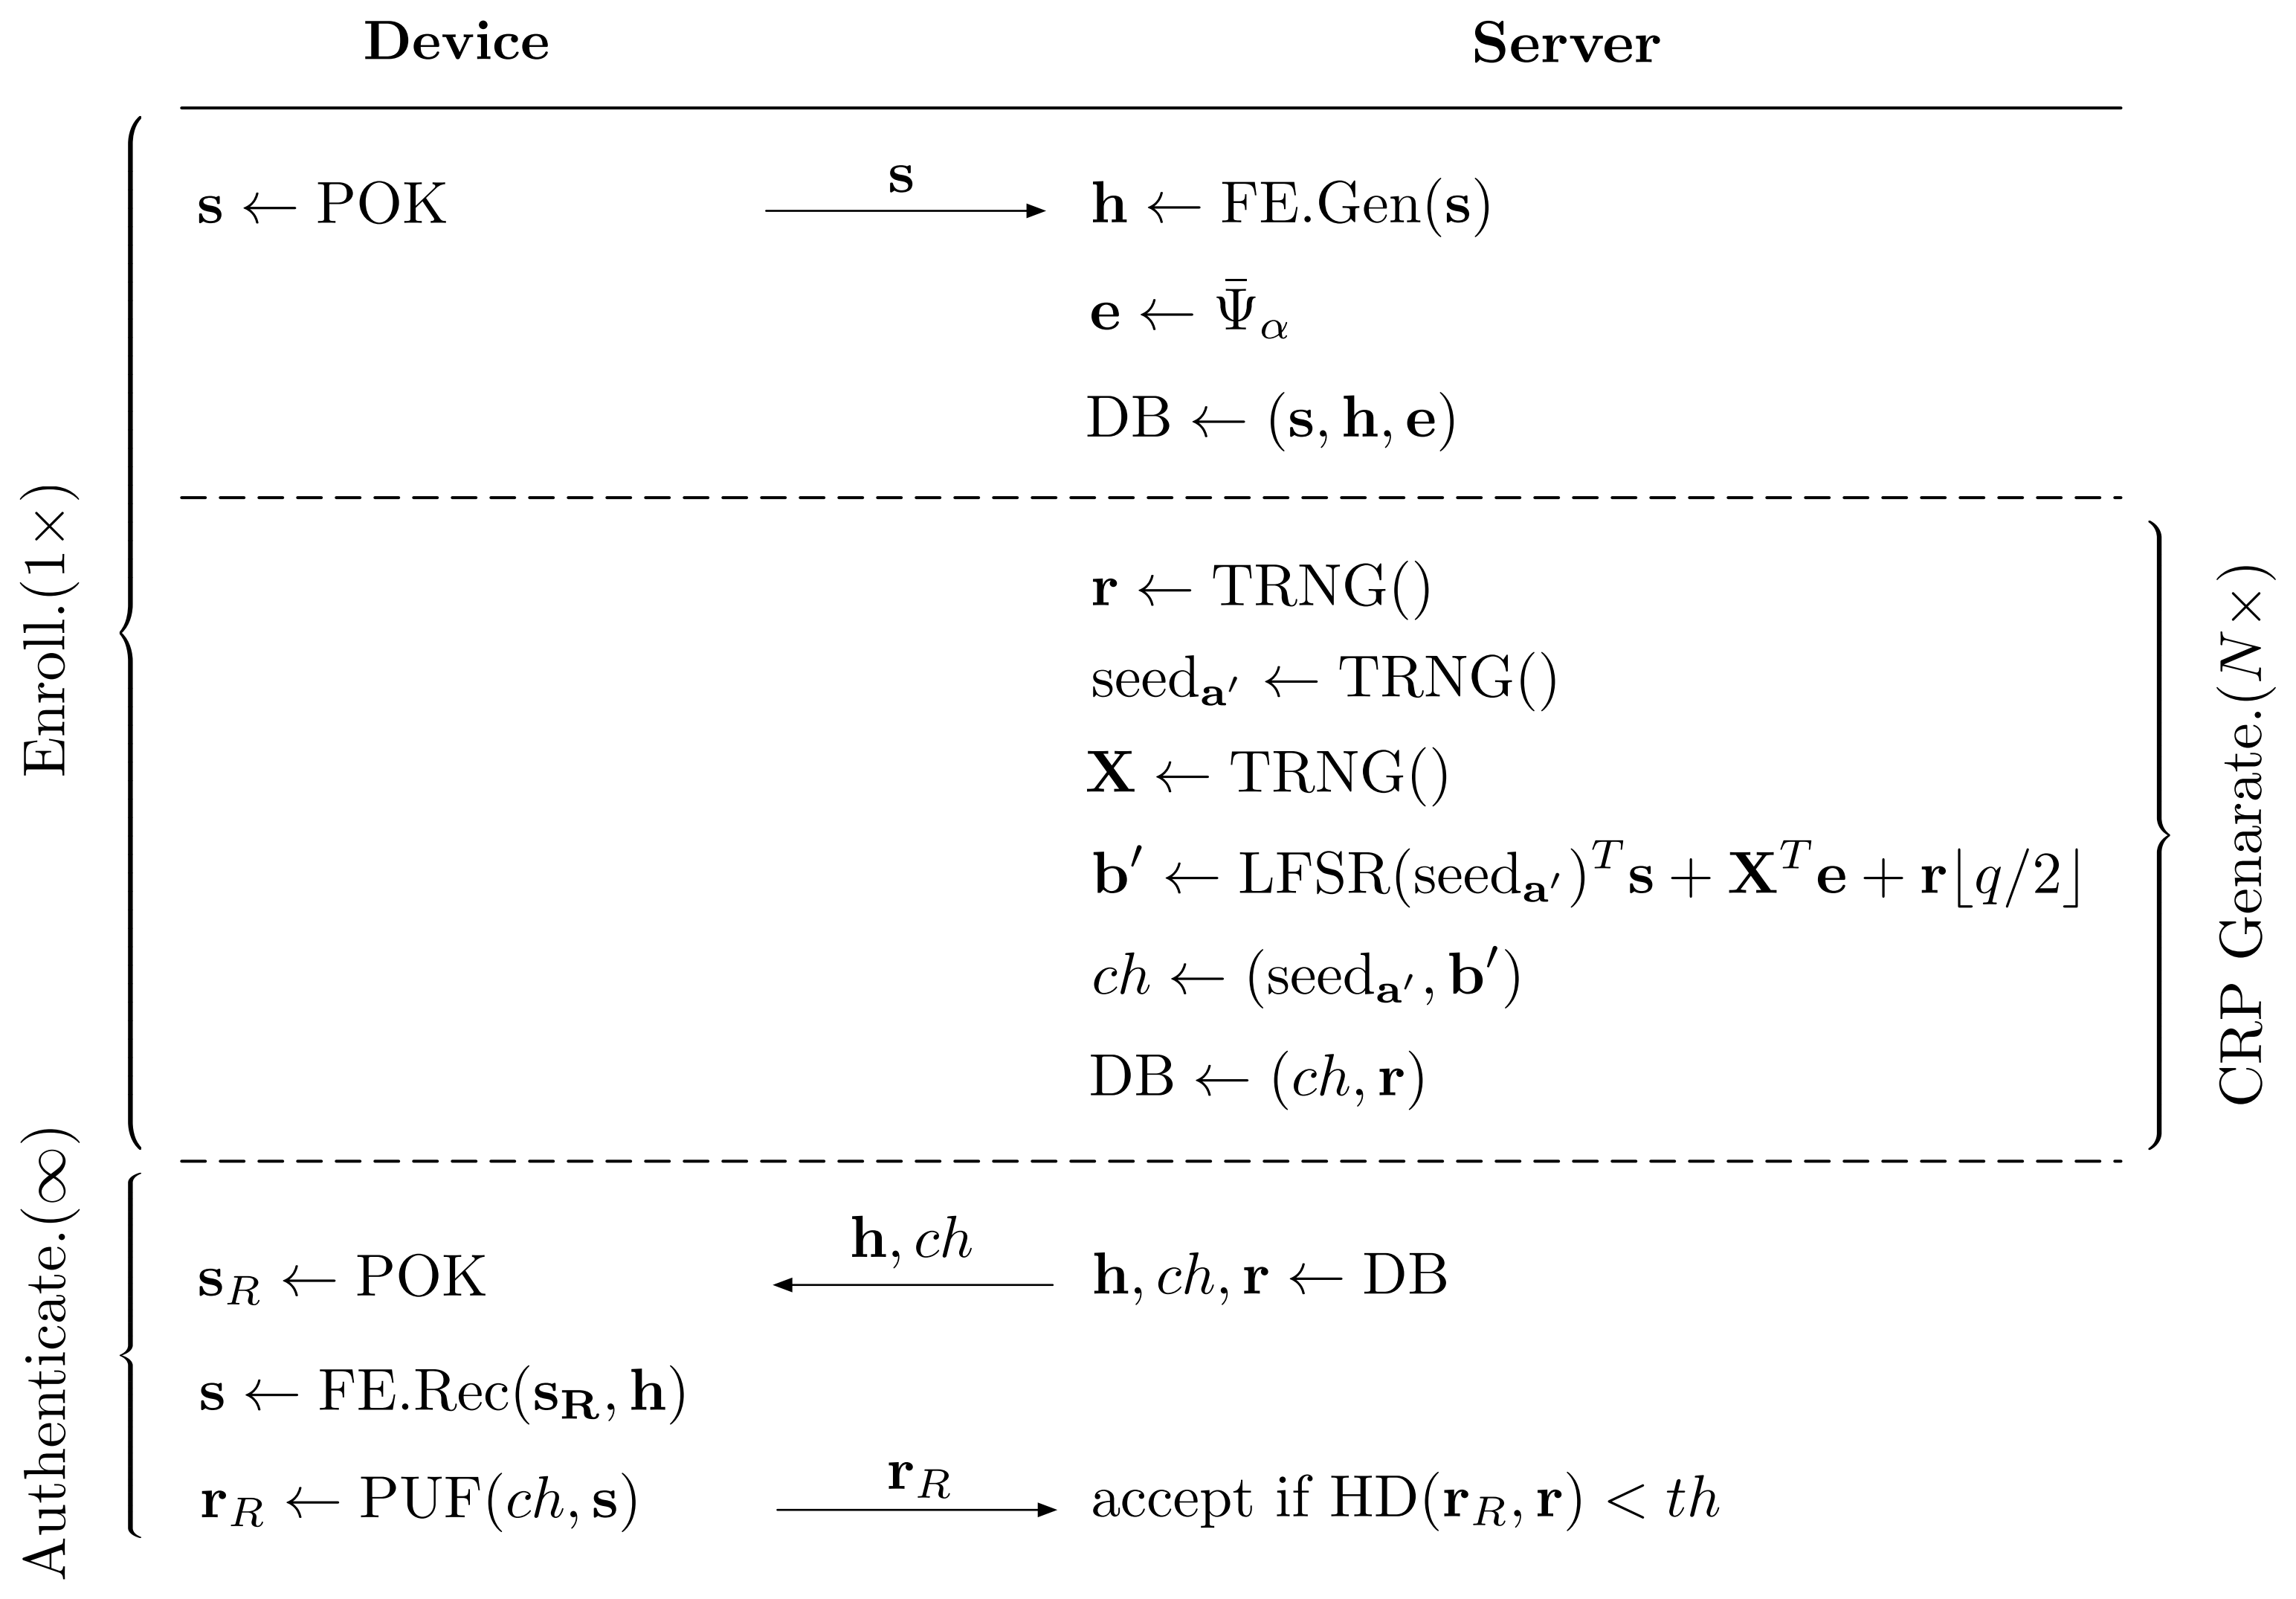 Device Server
Enroll.(1×)
s ← POK
s
h ← FE.Gen(s)
e ← Ψ̄_α
DB ← (s, h, e)
CRP Genarate.(N×)
r ← TRNG()
seed_a′ ← TRNG()
X ← TRNG()
b′ ← LFSR(seed_a′)^T s + X^T e + r⌊q/2⌋
ch ← (seed_a′, b′)
DB ← (ch, r)
Authenticate.(∞)
s_R ← POK
h, ch
h, ch, r ← DB
s ← FE.Rec(s_R, h)
r_R ← PUF(ch, s)
r_R
accept if HD(r_R, r) < th